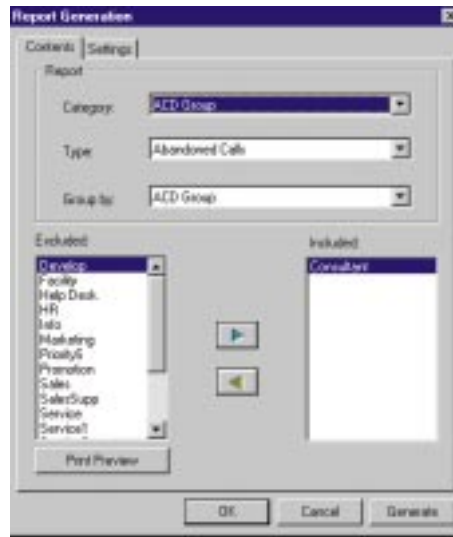 Report Generation
Contents Settings
Report
Category: ACD Group
Type: Abandoned Calls
Group by: ACD Group
Excluded: Included:
Develop Consultant
Facility
Help Desk
HR
Info
Marketing
Priority5
Promotion
Sales
SalesSupp
Service
Service1
Print Preview
OK Cancel Generate